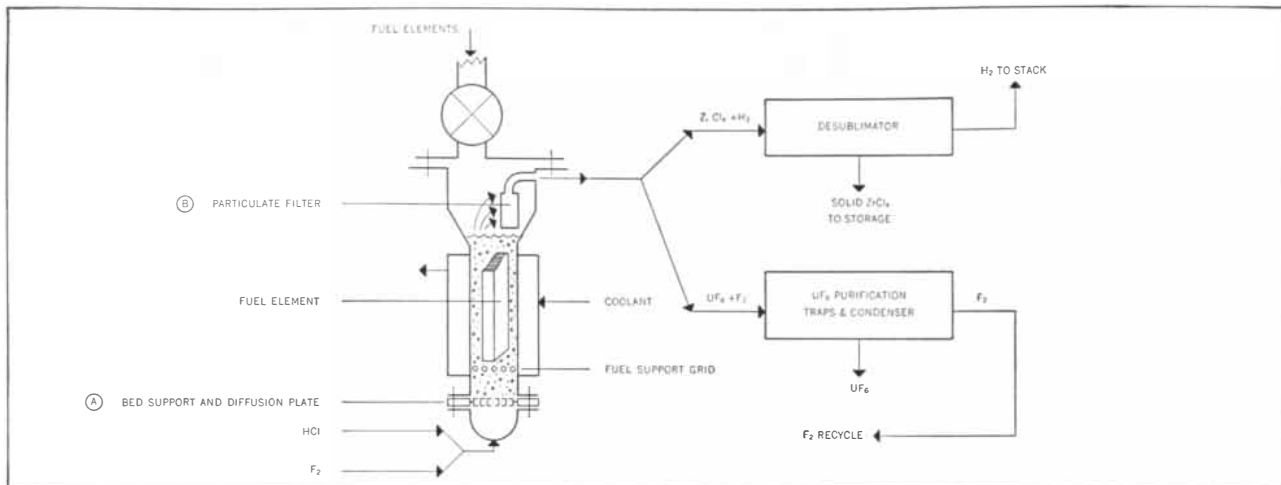 FUEL ELEMENTS
H₂ TO STACK
Z, Cl₄ + H₂
DESUBLIMATOR
B PARTICULATE FILTER
SOLID ZrCl₄
TO STORAGE
FUEL ELEMENT
COOLANT
UF₆ + F₂
UF₆ PURIFICATION
TRAPS & CONDENSER
F₂
FUEL SUPPORT GRID
UF₆
A BED SUPPORT AND DIFFUSION PLATE
HCl
F₂ RECYCLE
F₂